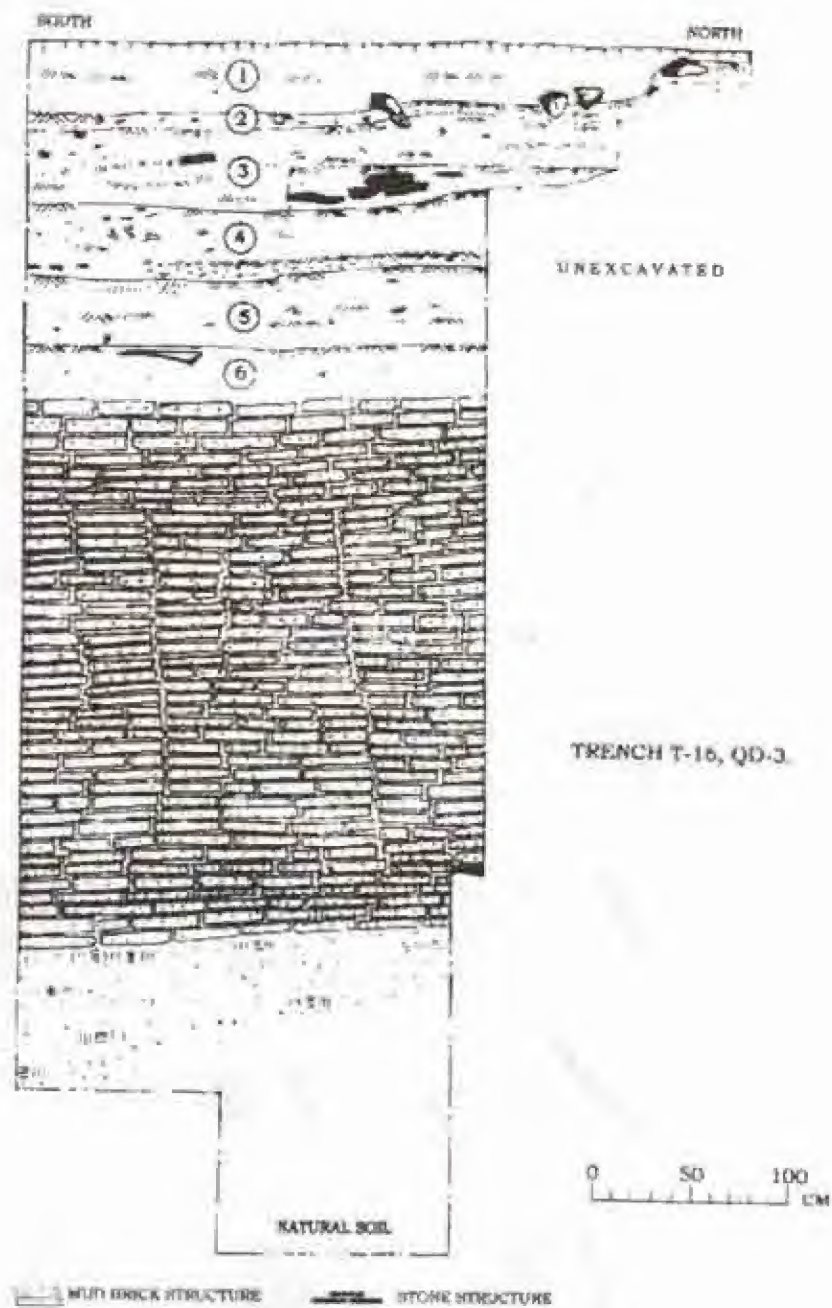 SOUTH
NORTH
1
2
3
4
UNEXCAVATED
5
6
TRENCH T-16, QD-3.
0 50 100
CM
NATURAL SOIL
MUD BRICK STRUCTURE STONE STRUCTURE